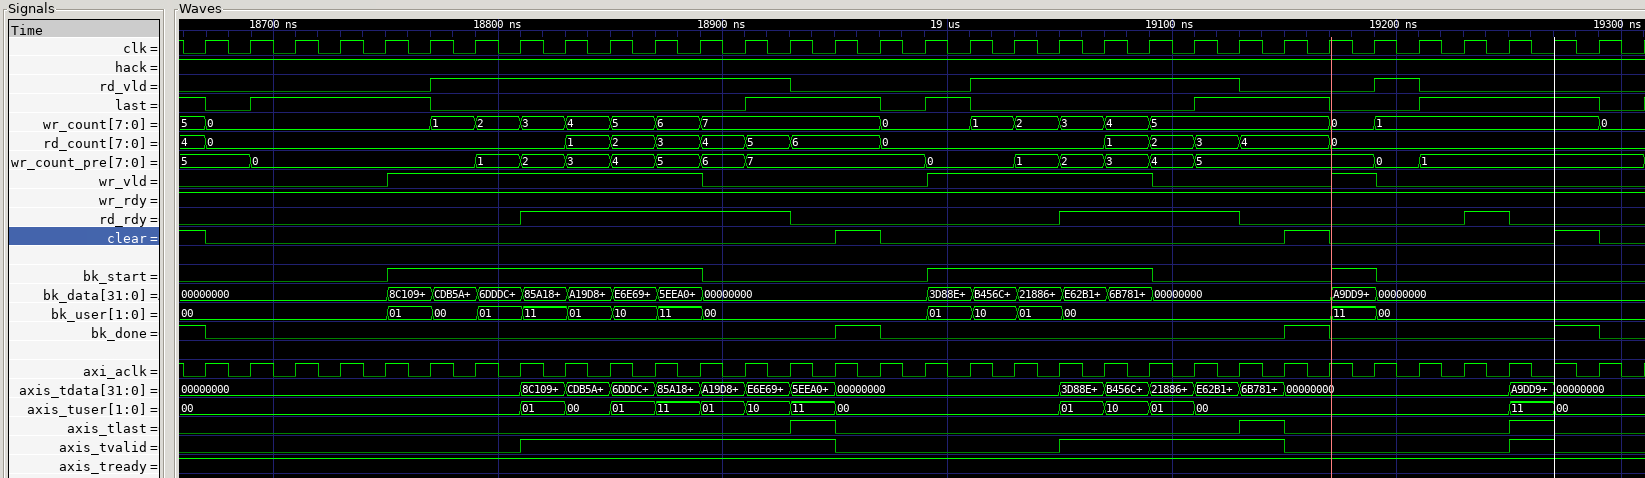 Signals
Waves
Time
18700 ns 18800 ns 18900 ns 19 us 19100 ns 19200 ns 19300 ns
clk=
hack=
rd_vld=
last=
wr_count[7:0]= 5 0 1 2 3 4 5 6 7 0 1 2 3 4 5 0 1 0
rd_count[7:0]= 4 0 1 2 3 4 5 6 0 1 2 3 4 0
wr_count_pre[7:0]= 5 0 1 2 3 4 5 6 7 0 1 2 3 4 5 0 1
wr_vld=
wr_rdy=
rd_rdy=
clear=
bk_start=
bk_data[31:0]= 00000000 8C109+ CDB5A+ 6DDDC+ 85A18+ A19D8+ E6E69+ 5EEA0+ 00000000 3D88E+ B456C+ 21886+ E62B1+ 6B781+ 00000000 A9DD9+ 00000000
bk_user[1:0]= 00 01 00 01 11 01 10 11 00 01 10 01 00 11 00
bk_done=
axi_aclk=
axis_tdata[31:0]= 00000000 8C109+ CDB5A+ 6DDDC+ 85A18+ A19D8+ E6E69+ 5EEA0+ 00000000 3D88E+ B456C+ 21886+ E62B1+ 6B781+ 00000000 A9DD9+ 00000000
axis_tuser[1:0]= 00 01 00 01 11 01 10 11 00 01 10 01 00 11 00
axis_tlast=
axis_tvalid=
axis_tready=